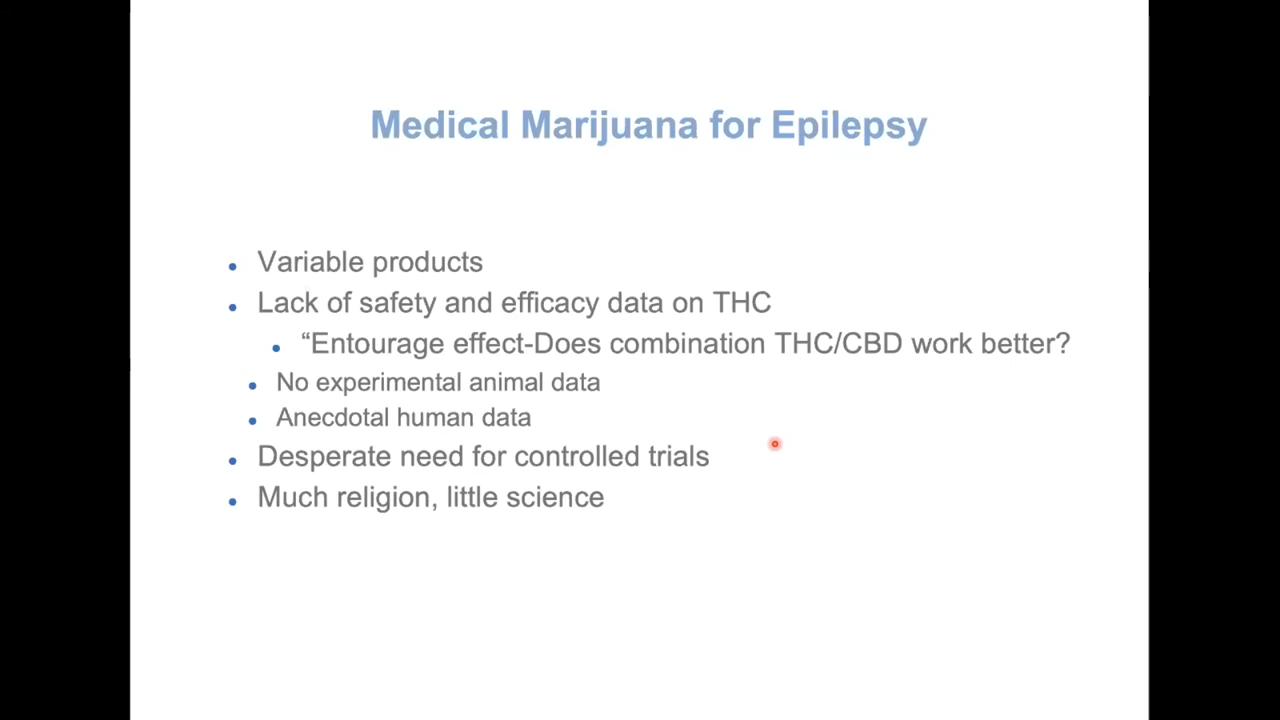 Medical Marijuana for Epilepsy
Variable products
Lack of safety and efficacy data on THC
“Entourage effect-Does combination THC/CBD work better?
No experimental animal data
Anecdotal human data
Desperate need for controlled trials
Much religion, little science